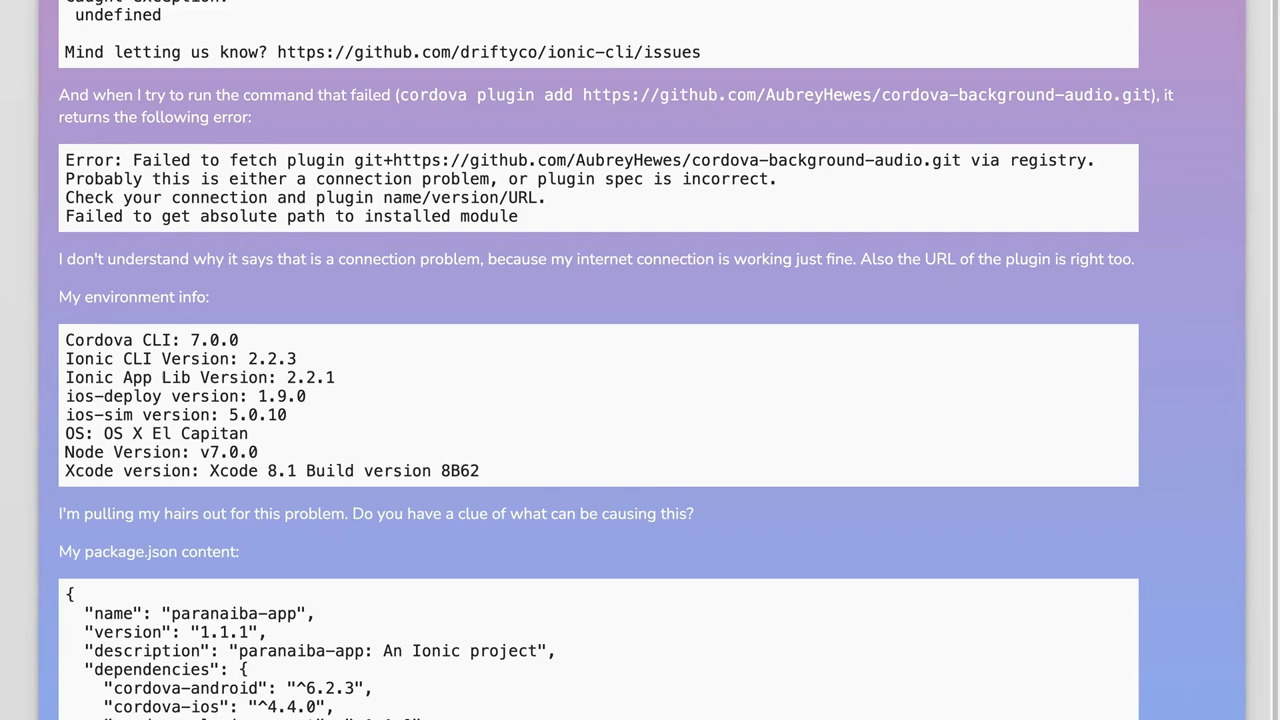 undefined
Mind letting us know? https://github.com/driftyco/ionic-cli/issues
And when I try to run the command that failed (cordova plugin add https://github.com/AubreyHewes/cordova-background-audio.git), it
returns the following error:
Error: Failed to fetch plugin git+https://github.com/AubreyHewes/cordova-background-audio.git via registry.
Probably this is either a connection problem, or plugin spec is incorrect.
Check your connection and plugin name/version/URL.
Failed to get absolute path to installed module
I don't understand why it says that is a connection problem, because my internet connection is working just fine. Also the URL of the plugin is right too.
My environment info:
Cordova CLI: 7.0.0
Ionic CLI Version: 2.2.3
Ionic App Lib Version: 2.2.1
ios-deploy version: 1.9.0
ios-sim version: 5.0.10
OS: OS X El Capitan
Node Version: v7.0.0
Xcode version: Xcode 8.1 Build version 8B62
I'm pulling my hairs out for this problem. Do you have a clue of what can be causing this?
My package.json content:
{
"name": "paranaiba-app",
"version": "1.1.1",
"description": "paranaiba-app: An Ionic project",
"dependencies": {
"cordova-android": "^6.2.3",
"cordova-ios": "^4.4.0",